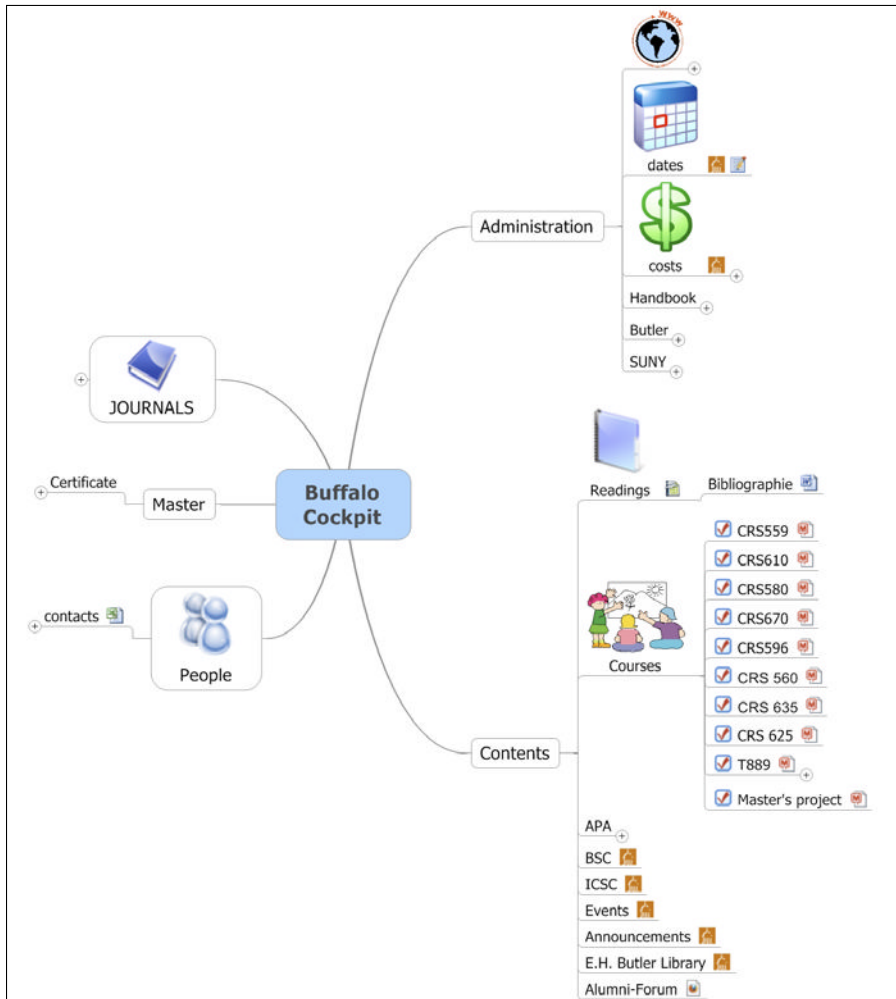 WWW
dates
costs
Administration
Handbook
Butler
SUNY
JOURNALS
Certificate
Master
Buffalo
Cockpit
contacts
People
Readings
Bibliographie
CRS559
CRS610
CRS580
CRS670
CRS596
Courses
CRS 560
CRS 635
CRS 625
T889
Master's project
Contents
APA
BSC
ICSC
Events
Announcements
E.H. Butler Library
Alumni-Forum